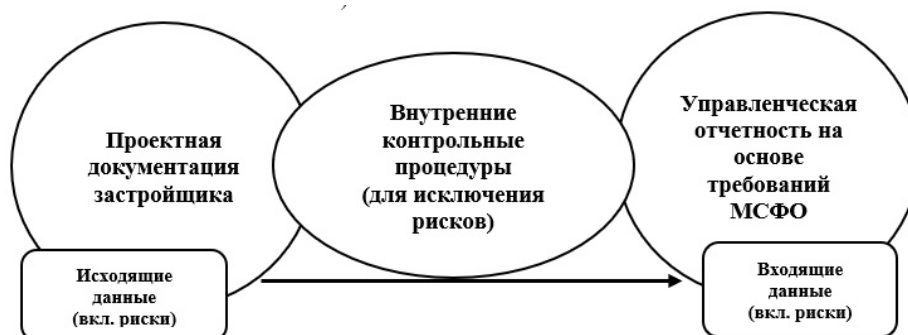 Проектная
документация
застройщика
Внутренние
контрольные
процедуры
(для исключения
рисков)
Управленческая
отчетность на
основе
требований
МСФО
Исходящие
данные
(вкл. риски)
Входящие
данные
(вкл. риски)